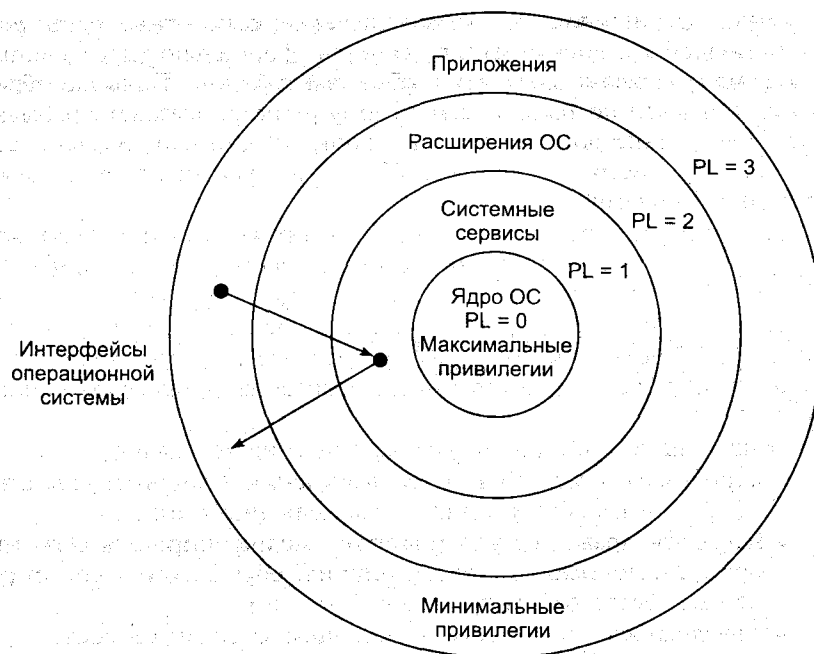 Приложения
Расширения ОС
PL = 3
Системные
сервисы
PL = 2
PL = 1
Ядро ОС
PL = 0
Максимальные
привилегии
Интерфейсы
операционной
системы
Минимальные
привилегии